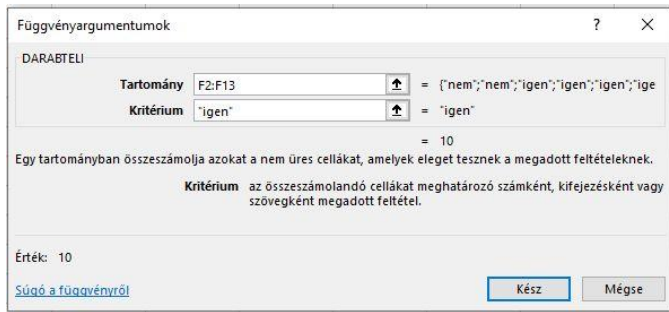 Függvényargumentumok ? ×
DARABTELI
Tartomány F2:F13 = {"nem";"nem";"igen";"igen";"igen";"ige
Kritérium "igen" = "igen"
= 10
Egy tartományban összeszámolja azokat a nem üres cellákat, amelyek eleget tesznek a megadott feltételeknek.
Kritérium az összeszámolandó cellákat meghatározó számként, kifejezésként vagy
szövegként megadott feltétel.
Érték: 10
Súgó a függvényről Kész Mégse